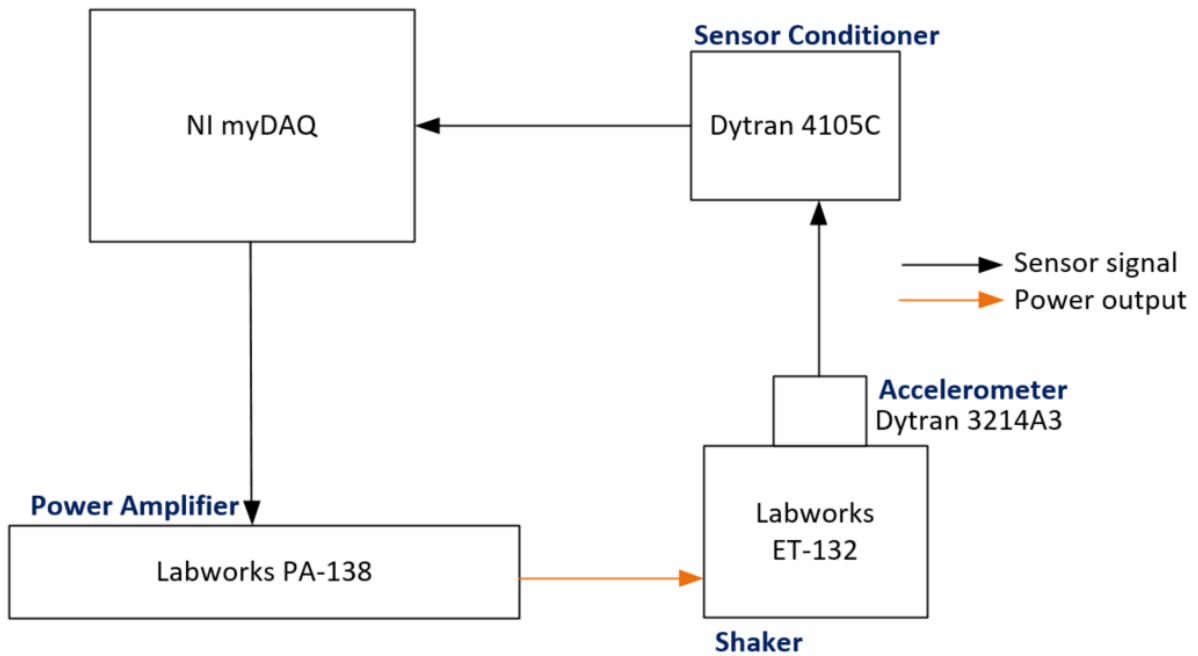 Sensor Conditioner
NI myDAQ
Dytran 4105C
Sensor signal
Power output
Accelerometer
Dytran 3214A3
Power Amplifier
Labworks PA-138
Labworks
ET-132
Shaker